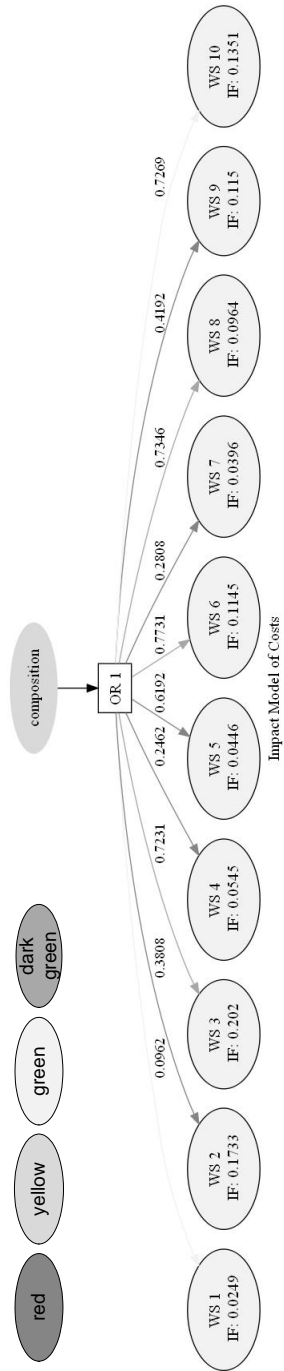 red
yellow
green
dark
green
composition
OR 1
0.0962
0.3808
0.7231
0.2462
0.6192
0.7731
0.2808
0.7346
0.4192
0.7269
WS 1
IF: 0.0249
WS 2
IF: 0.1733
WS 3
IF: 0.202
WS 4
IF: 0.0545
WS 5
IF: 0.0446
WS 6
IF: 0.1145
WS 7
IF: 0.0396
WS 8
IF: 0.0964
WS 9
IF: 0.115
WS 10
IF: 0.1351
Impact Model of Costs